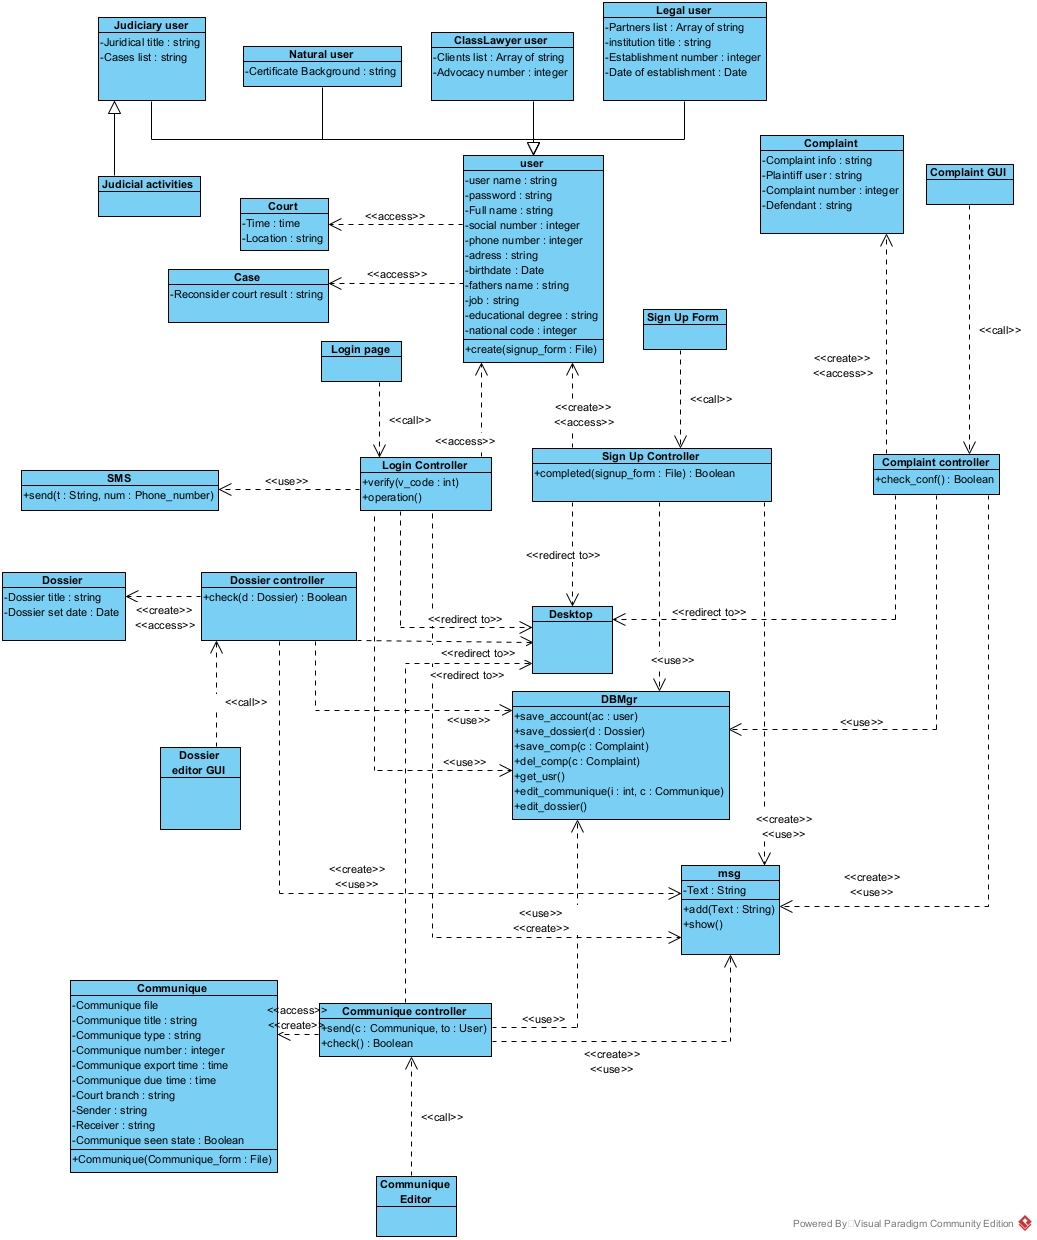 Judiciary user
-Juridical title : string
-Cases list : string
Natural user
-Certificate Background : string
ClassLawyer user
-Clients list : Array of string
-Advocacy number : integer
Legal user
-Partners list : Array of string
-institution title : string
-Establishment number : integer
-Date of establishment : Date
Judicial activities
user
-user name : string
-password : string
-Full name : string
-social number : integer
-phone number : integer
-adress : string
-birthdate : Date
-fathers name : string
-job : string
-educational degree : string
-national code : integer
+create(signup_form : File)
Complaint
-Complaint info : string
-Plaintiff user : string
-Complaint number : integer
-Defendant : string
Complaint GUI
Court
-Time : time
-Location : string
<<access>>
Case
-Reconsider court result : string
<<access>>
Sign Up Form
Login page
<<call>>
<<create>>
<<access>>
<<call>>
<<access>>
<<create>>
<<access>>
<<call>>
Login Controller
+verify(v_code : int)
+operation()
Sign Up Controller
+completed(signup_form : File) : Boolean
Complaint controller
+check_conf() : Boolean
SMS
+send(t : String, num : Phone_number)
<<use>>
<<redirect to>>
Dossier
-Dossier title : string
-Dossier set date : Date
<<create>>
<<access>>
Dossier controller
+check(d : Dossier) : Boolean
Desktop
<<redirect to>>
<<redirect to>>
<<redirect to>>
<<redirect to>>
<<use>>
<<call>>
Dossier
editor GUI
DBMgr
+save_account(ac : user)
+save_dossier(d : Dossier)
+save_comp(c : Complaint)
+del_comp(c : Complaint)
+get_usr()
+edit_communique(i : int, c : Communique)
+edit_dossier()
<<use>>
<<use>>
<<use>>
<<create>>
<<use>>
msg
-Text : String
+add(Text : String)
+show()
<<create>>
<<use>>
<<create>>
<<use>>
<<use>>
<<create>>
Communique
-Communique file
-Communique title : string
-Communique type : string
-Communique number : integer
-Communique export time : time
-Communique due time : time
-Court branch : string
-Sender : string
-Receiver : string
-Communique seen state : Boolean
+Communique(Communique_form : File)
<<access>>
<<create>>
Communique controller
+send(c : Communique, to : User)
+check() : Boolean
<<use>>
<<create>>
<<use>>
<<call>>
Communique
Editor
Powered By Visual Paradigm Community Edition